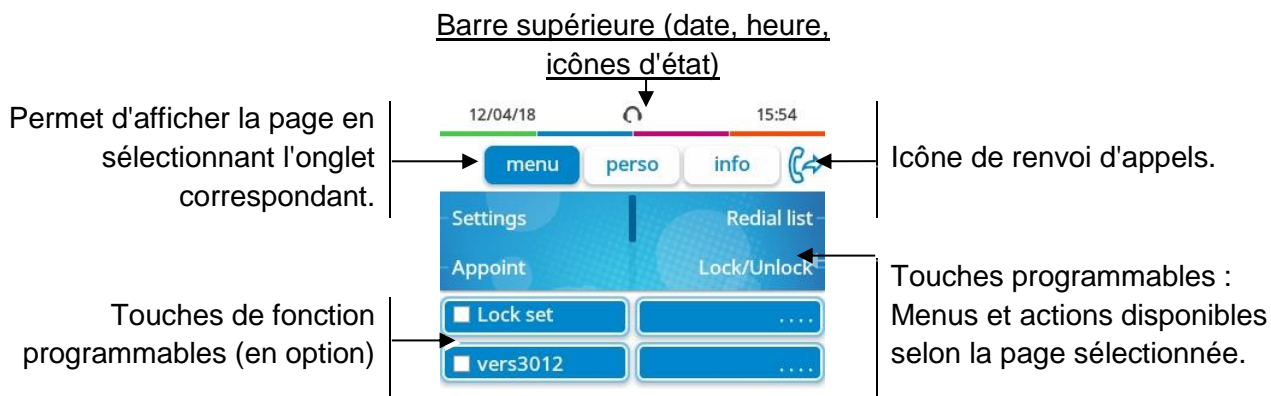 Barre supérieure (date, heure,
icônes d'état)
Permet d'afficher la page en
sélectionnant l'onglet
correspondant.
12/04/18 15:54
menu perso info
Icône de renvoi d'appels.
Settings Redial list
Appoint Lock/Unlock
Touches programmables :
Menus et actions disponibles
selon la page sélectionnée.
Touches de fonction
programmables (en option)
Lock set ....
vers3012 ....